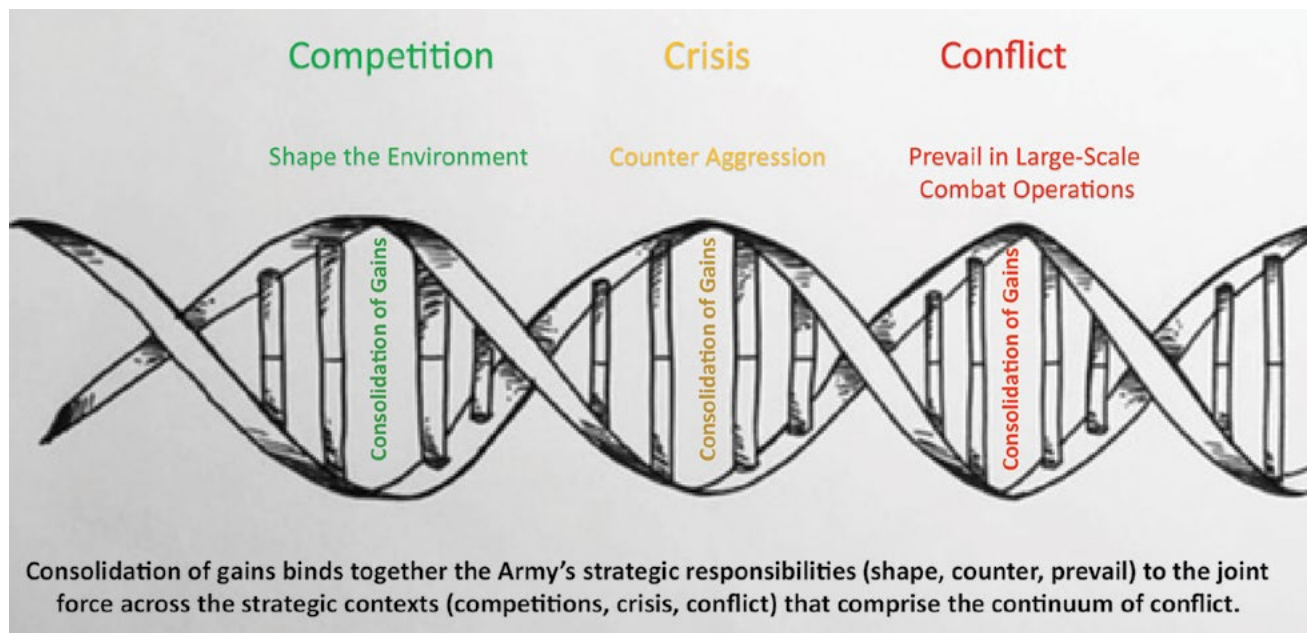 Competition
Crisis
Conflict
Shape the Environment
Counter Aggression
Prevail in Large-Scale
Combat Operations
Consolidation of Gains
Consolidation of Gains
Consolidation of Gains
Consolidation of gains binds together the Army’s strategic responsibilities (shape, counter, prevail) to the joint
force across the strategic contexts (competitions, crisis, conflict) that comprise the continuum of conflict.